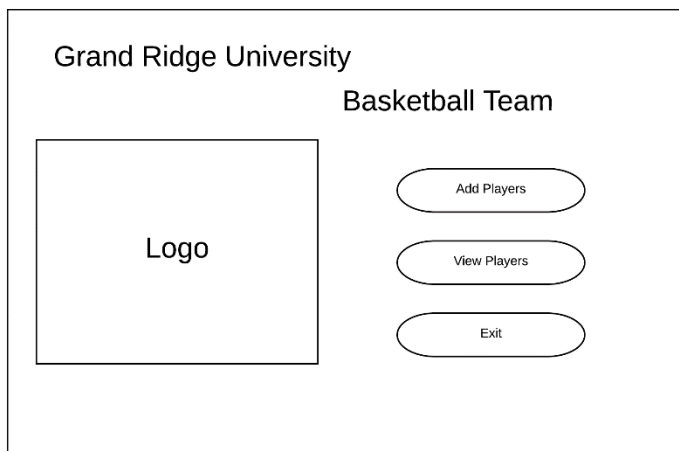 Grand Ridge University
Basketball Team
Logo
Add Players
View Players
Exit